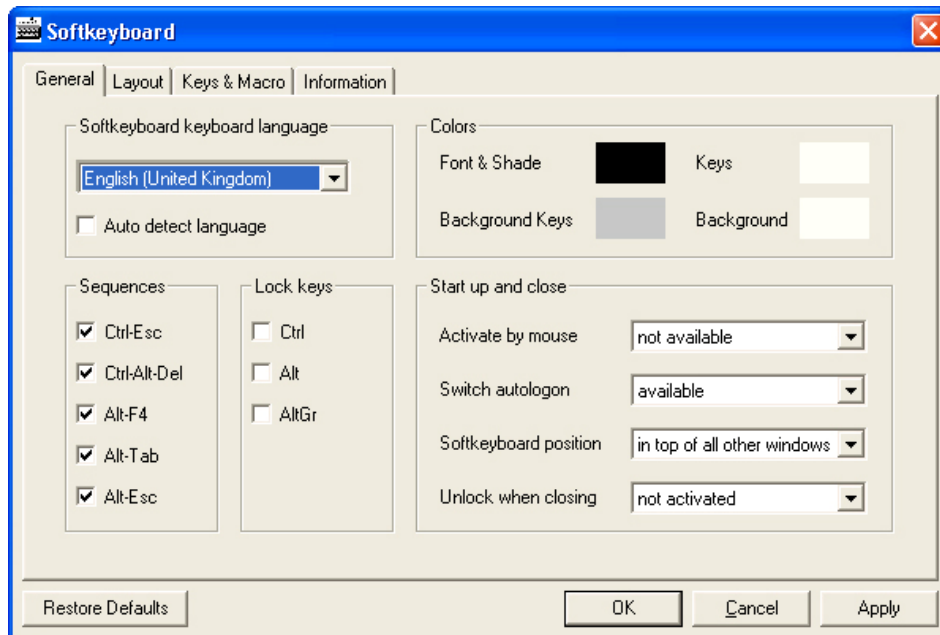 Softkeyboard
General Layout Keys & Macro Information
Softkeyboard keyboard language
English (United Kingdom)
Auto detect language
Colors
Font & Shade Keys
Background Keys Background
Sequences
Ctrl-Esc
Ctrl-Alt-Del
Alt-F4
Alt-Tab
Alt-Esc
Lock keys
Ctrl
Alt
AltGr
Start up and close
Activate by mouse not available
Switch autologon available
Softkeyboard position in top of all other windows
Unlock when closing not activated
Restore Defaults OK Cancel Apply